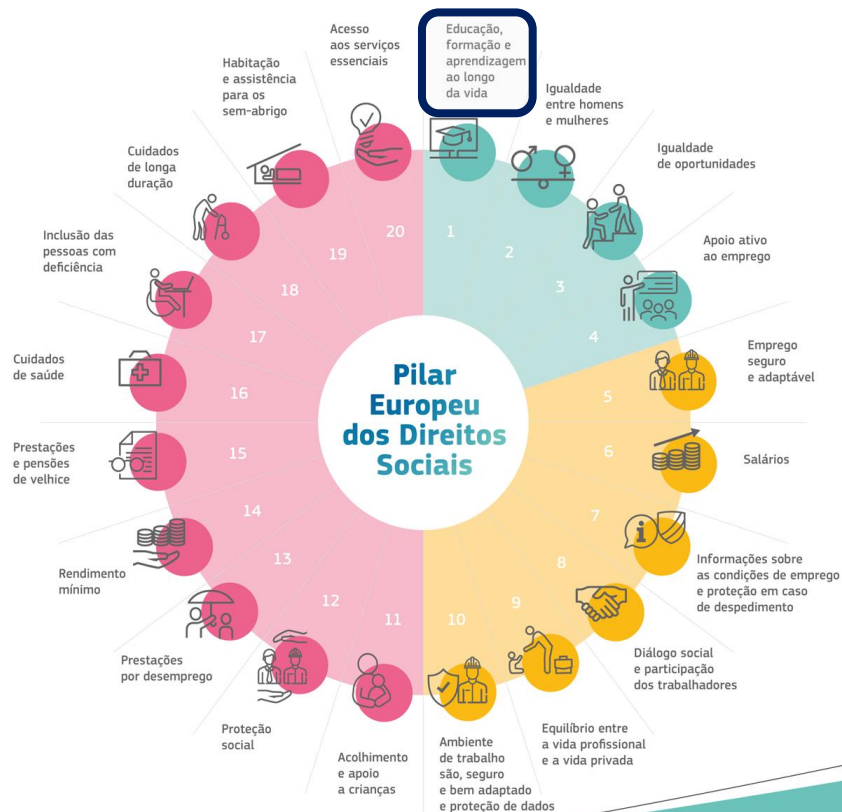 Pilar
Europeu
dos Direitos
Sociais
1
Educação,
formação e
aprendizagem
ao longo
da vida
2
Igualdade
entre homens
e mulheres
3
Igualdade
de oportunidades
4
Apoio ativo
ao emprego
5
Emprego
seguro
e adaptável
6
Salários
7
Informações sobre
as condições de emprego
e proteção em caso
de despedimento
8
Diálogo social
e participação
dos trabalhadores
9
Equilíbrio entre
a vida profissional
e a vida privada
10
Ambiente
de trabalho
são, seguro
e bem adaptado
e proteção de dados
11
Acolhimento
e apoio
a crianças
12
Proteção
social
13
Prestações
por desemprego
14
Rendimento
mínimo
15
Prestações
e pensões
de velhice
16
Cuidados
de saúde
17
Inclusão das
pessoas com
deficiência
18
Cuidados
de longa
duração
19
Habitação
e assistência
para os
sem-abrigo
20
Acesso
aos serviços
essenciais